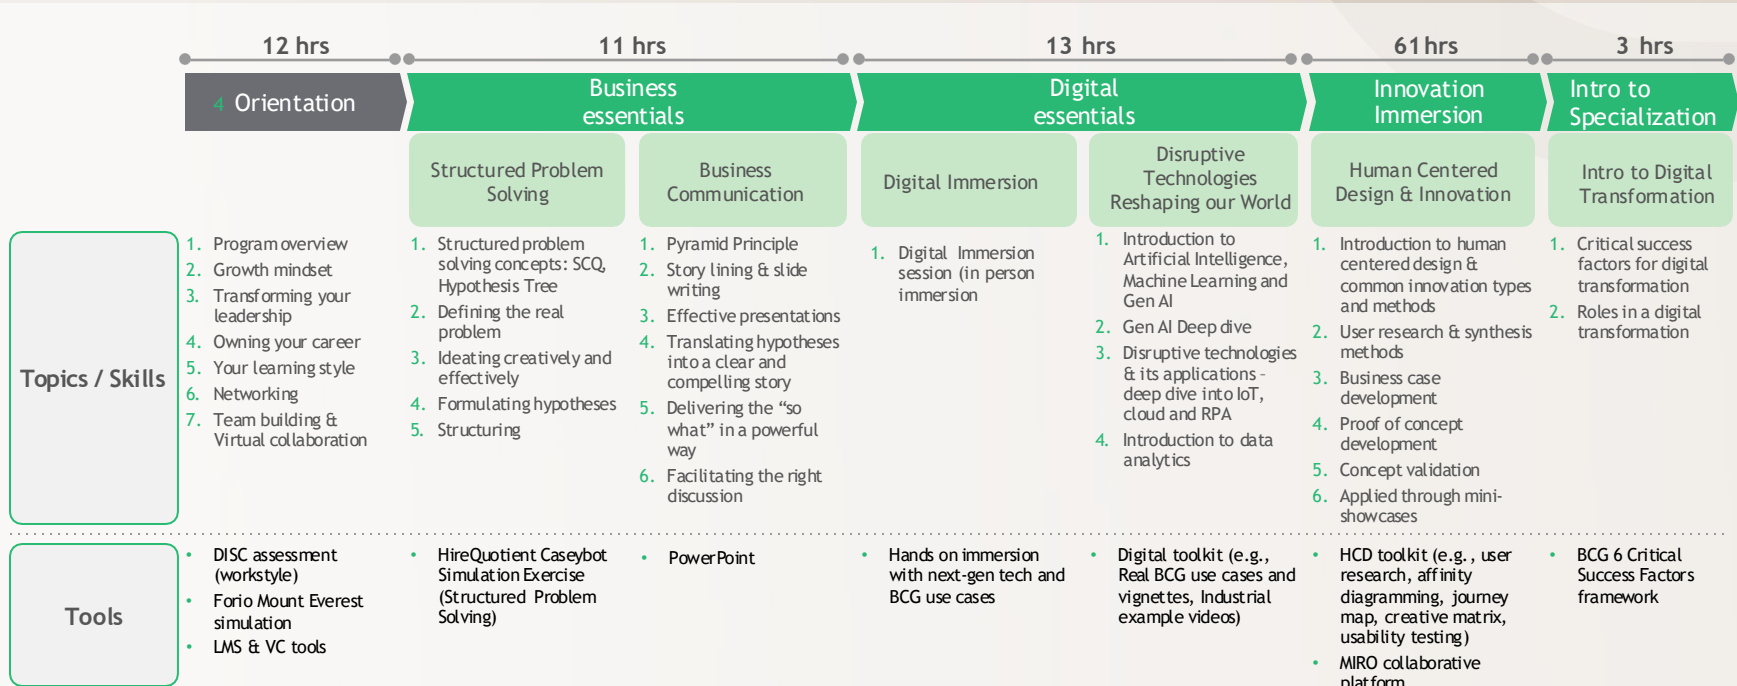 12 hrs
11 hrs
13 hrs
61 hrs
3 hrs
4 Orientation
Business
essentials
Digital
essentials
Innovation
Immersion
Intro to
Specialization
Structured Problem
Solving
Business
Communication
Digital Immersion
Disruptive
Technologies
Reshaping our World
Human Centered
Design & Innovation
Intro to Digital
Transformation
Topics / Skills
1. Program overview
2. Growth mindset
3. Transforming your
leadership
4. Owning your career
5. Your learning style
6. Networking
7. Team building &
Virtual collaboration
1. Structured problem
solving concepts: SCQ,
Hypothesis Tree
2. Defining the real
problem
3. Ideating creatively and
effectively
4. Formulating hypotheses
5. Structuring
1. Pyramid Principle
2. Story lining & slide
writing
3. Effective presentations
4. Translating hypotheses
into a clear and
compelling story
5. Delivering the “so
what” in a powerful
way
6. Facilitating the right
discussion
1. Digital Immersion
session (in person
immersion
1. Introduction to
Artificial Intelligence,
Machine Learning and
Gen AI
2. Gen AI Deep dive
3. Disruptive technologies
& its applications –
deep dive into IoT,
cloud and RPA
4. Introduction to data
analytics
1. Introduction to human
centered design &
common innovation types
and methods
2. User research & synthesis
methods
3. Business case
development
4. Proof of concept
development
5. Concept validation
6. Applied through mini-
showcases
1. Critical success
factors for digital
transformation
2. Roles in a digital
transformation
Tools
• DISC assessment
(workstyle)
• Forio Mount Everest
simulation
• LMS & VC tools
• HireQuotient Caseybot
Simulation Exercise
(Structured Problem
Solving)
• PowerPoint
• Hands on immersion
with next-gen tech and
BCG use cases
• Digital toolkit (e.g.,
Real BCG use cases and
vignettes, Industrial
example videos)
• HCD toolkit (e.g., user
research, affinity
diagramming, journey
map, creative matrix,
usability testing)
• MIRO collaborative
platform
• BCG 6 Critical
Success Factors
framework